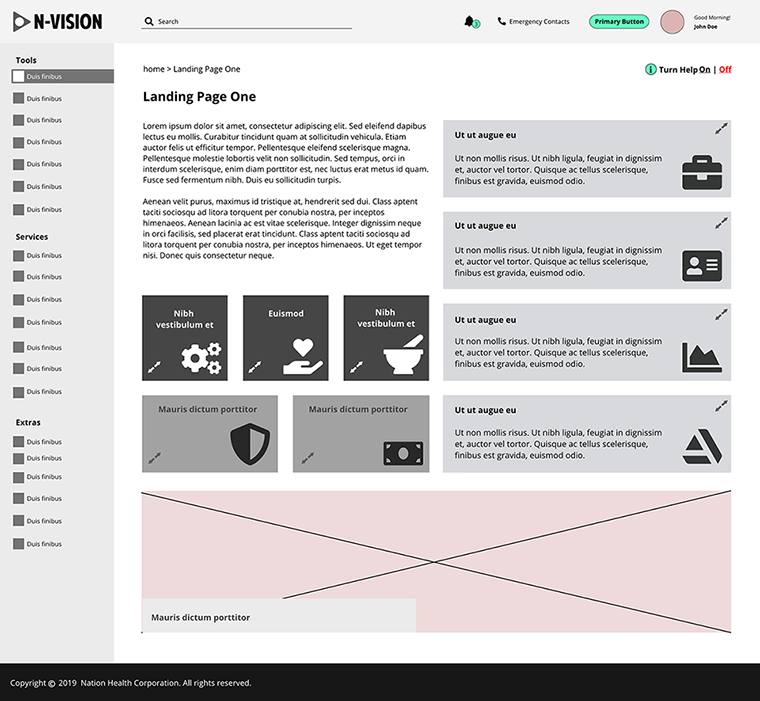 N-VISION
Search
3
Emergency Contacts
Primary Button
Good Morning!
John Doe
Tools
Duis finibus
Duis finibus
Duis finibus
Duis finibus
Duis finibus
Duis finibus
Duis finibus
Services
Duis finibus
Duis finibus
Duis finibus
Duis finibus
Duis finibus
Duis finibus
Duis finibus
Extras
Duis finibus
Duis finibus
Duis finibus
Duis finibus
Duis finibus
Duis finibus
home > Landing Page One
i Turn Help On | Off
Landing Page One
Lorem ipsum dolor sit amet, consectetur adipiscing elit. Sed eleifend dapibus
lectus eu mollis. Curabitur tincidunt quam at sollicitudin vehicula. Etiam
auctor felis ut efficitur tempor. Pellentesque eleifend scelerisque magna.
Pellentesque molestie lobortis velit non sollicitudin. Sed tempus, orci in
interdum scelerisque, enim diam porttitor est, nec luctus erat metus id quam.
Fusce sed fermentum nibh. Duis eu sollicitudin turpis.
Aenean velit purus, maximus id tristique at, hendrerit sed dui. Class aptent
taciti sociosqu ad litora torquent per conubia nostra, per inceptos
himenaeos. Aenean lacinia ac est vitae scelerisque. Integer dignissim neque
in orci facilisis, sed placerat erat tincidunt. Class aptent taciti sociosqu ad
litora torquent per conubia nostra, per inceptos himenaeos. Ut eget tempor
nisi. Donec quis consectetur neque.
Nibh
vestibulum et
Euismod
Nibh
vestibulum et
Mauris dictum porttitor
Mauris dictum porttitor
Ut ut augue eu
Ut non mollis risus. Ut nibh ligula, feugiat in dignissim
et, auctor vel tortor. Quisque ac tellus scelerisque,
finibus est gravida, euismod odio.
Ut ut augue eu
Ut non mollis risus. Ut nibh ligula, feugiat in dignissim
et, auctor vel tortor. Quisque ac tellus scelerisque,
finibus est gravida, euismod odio.
Ut ut augue eu
Ut non mollis risus. Ut nibh ligula, feugiat in dignissim
et, auctor vel tortor. Quisque ac tellus scelerisque,
finibus est gravida, euismod odio.
Ut ut augue eu
Ut non mollis risus. Ut nibh ligula, feugiat in dignissim
et, auctor vel tortor. Quisque ac tellus scelerisque,
finibus est gravida, euismod odio.
Mauris dictum porttitor
Copyright © 2019 Nation Health Corporation. All rights reserved.